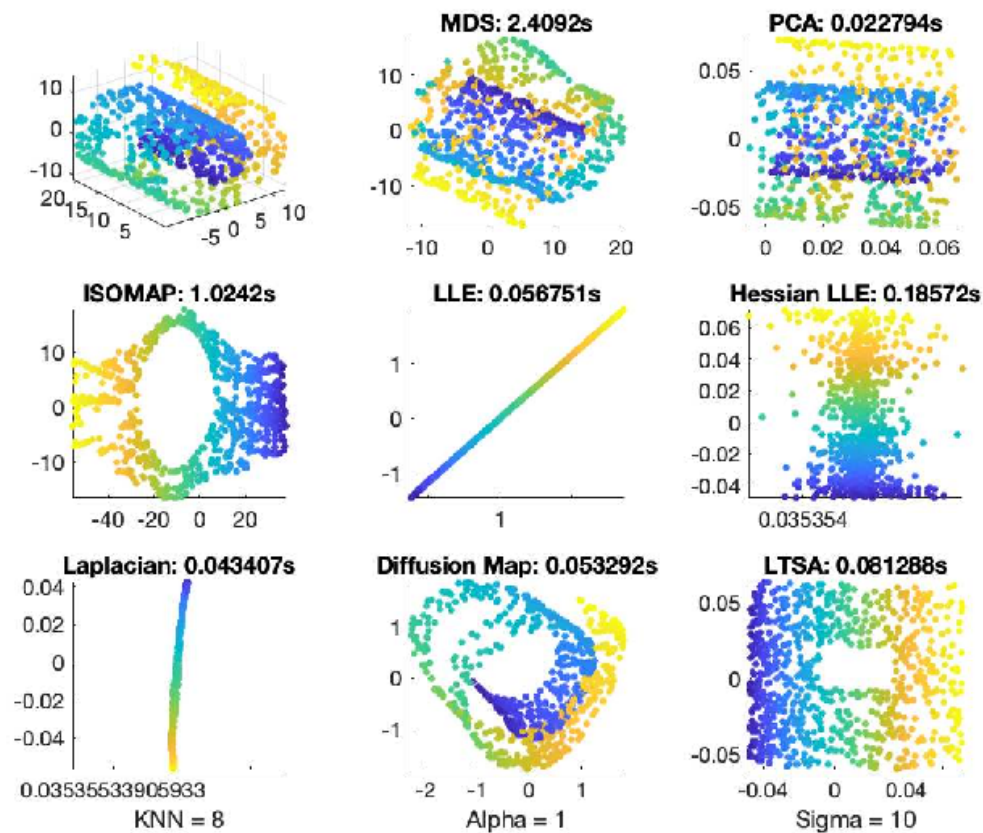 MDS: 2.4092s
PCA: 0.022794s
10
0
-10
20
15
10
5
-5 0 5 10
10
0
-10
-10 0 10 20
0.05
0
-0.05
0 0.02 0.04 0.06
ISOMAP: 1.0242s
LLE: 0.056751s
Hessian LLE: 0.18572s
10
0
-10
-40 -20 0 20
1
0
-1
1
0.06
0.04
0.02
0
-0.02
-0.04
0.035354
Laplacian: 0.043407s
Diffusion Map: 0.053292s
LTSA: 0.081288s
0.04
0.02
0
-0.02
-0.04
0.03535533905933
KNN = 8
1
0
-1
-2 -1 0 1
Alpha = 1
0.05
0
-0.05
-0.04 0 0.04
Sigma = 10